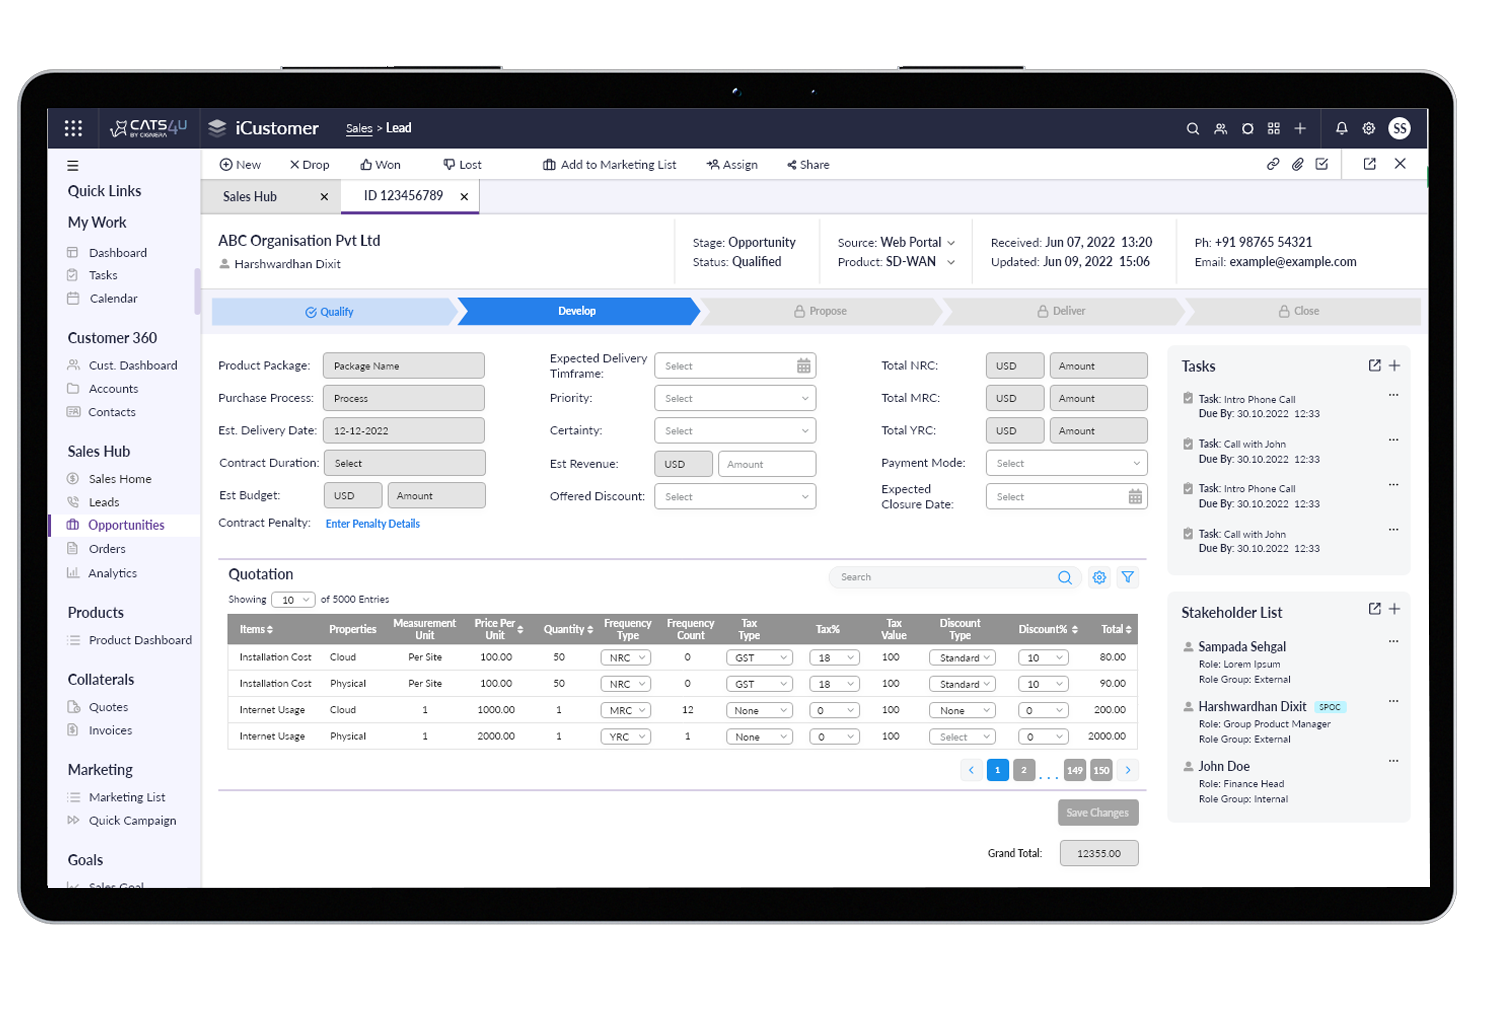 CATS4U
BY CIGNIERA
iCustomer
Sales > Lead
SS
New
Drop
Won
Lost
Add to Marketing List
Assign
Share
Quick Links
My Work
Dashboard
Tasks
Calendar
Customer 360
Cust. Dashboard
Accounts
Contacts
Sales Hub
Sales Home
Leads
Opportunities
Orders
Analytics
Products
Product Dashboard
Collaterals
Quotes
Invoices
Marketing
Marketing List
Quick Campaign
Goals
Sales Goal
Sales Hub
ID 123456789
ABC Organisation Pvt Ltd
Harshwardhan Dixit
Stage: Opportunity
Status: Qualified
Source: Web Portal
Product: SD-WAN
Received: Jun 07, 2022 13:20
Updated: Jun 09, 2022 15:06
Ph: +91 98765 54321
Email: example@example.com
Qualify
Develop
Propose
Deliver
Close
Product Package: Package Name
Purchase Process: Process
Est. Delivery Date: 12-12-2022
Contract Duration: Select
Est Budget: USD Amount
Contract Penalty: Enter Penalty Details
Expected Delivery
Timframe: Select
Priority: Select
Certainty: Select
Est Revenue: USD Amount
Offered Discount: Select
Total NRC: USD Amount
Total MRC: USD Amount
Total YRC: USD Amount
Payment Mode: Select
Expected
Closure Date: Select
Quotation
Search
Showing 10 of 5000 Entries
Items Properties Measurement Unit Price Per Unit Quantity Frequency Type Frequency Count Tax Type Tax% Tax Value Discount Type Discount% Total
Installation Cost Cloud Per Site 100.00 50 NRC 0 GST 18 100 Standard 10 80.00
Installation Cost Physical Per Site 100.00 50 NRC 0 GST 18 100 Standard 10 90.00
Internet Usage Cloud 1 1000.00 1 MRC 12 None 0 100 None 0 200.00
Internet Usage Physical 1 2000.00 1 YRC 1 None 0 100 Select 0 2000.00
1 2 ... 149 150
Save Changes
Grand Total: 12355.00
Tasks
Task: Intro Phone Call
Due By: 30.10.2022 12:33
Task: Call with John
Due By: 30.10.2022 12:33
Task: Intro Phone Call
Due By: 30.10.2022 12:33
Task: Call with John
Due By: 30.10.2022 12:33
Stakeholder List
Sampada Sehgal
Role: Lorem Ipsum
Role Group: External
Harshwardhan Dixit SPOC
Role: Group Product Manager
Role Group: External
John Doe
Role: Finance Head
Role Group: Internal